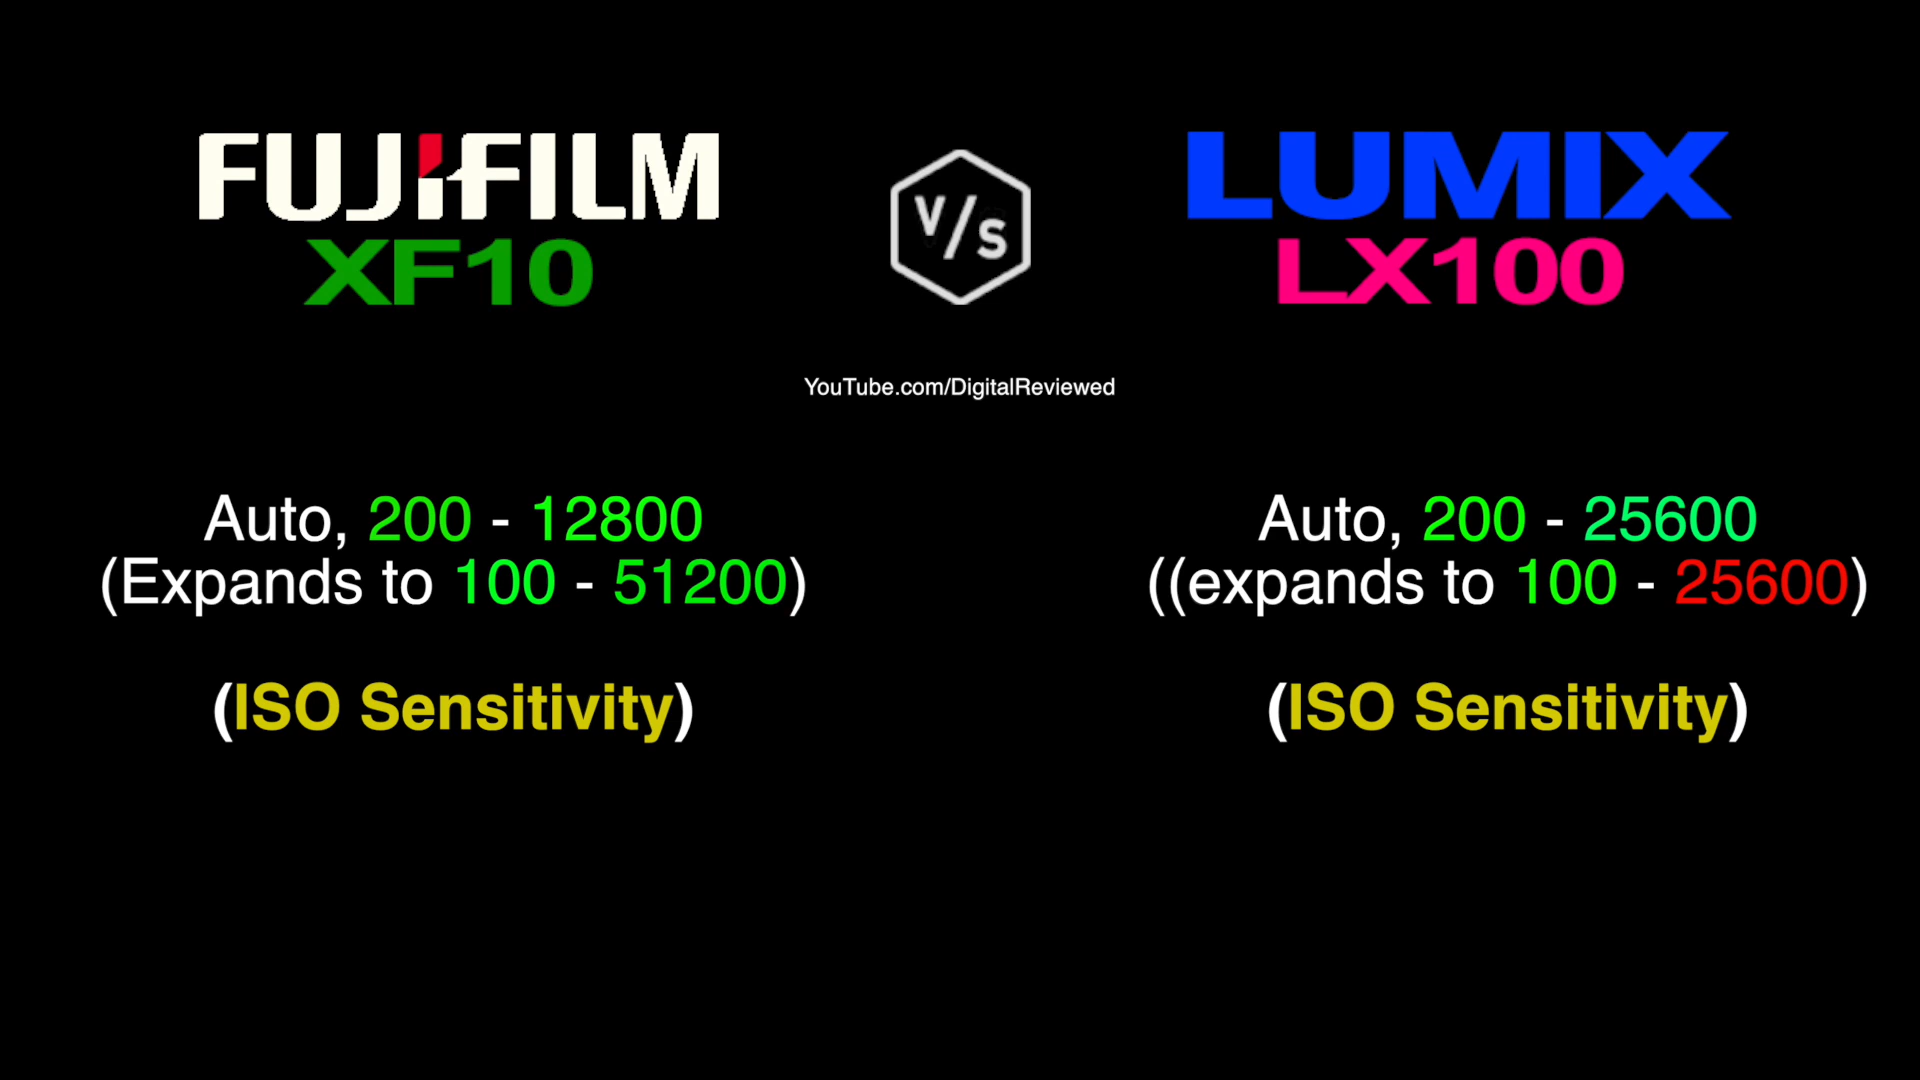 FUJIFILM
XF10
V/S
LUMIX
LX100
YouTube.com/DigitalReviewed
Auto, 200 - 12800
(Expands to 100 - 51200)
(ISO Sensitivity)
Auto, 200 - 25600
((expands to 100 - 25600)
(ISO Sensitivity)